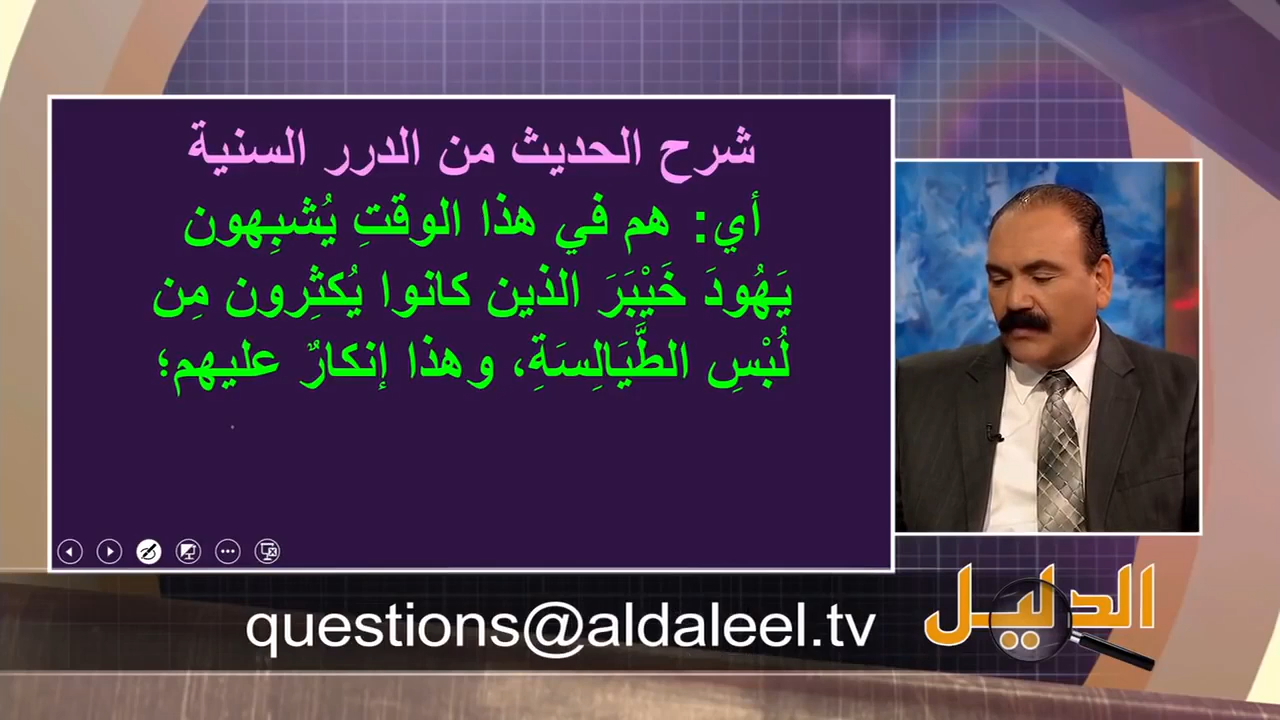 شرح الحديث من الدرر السنية
أي: هم في هذا الوقتِ يُشبِهون
يَهُودَ خَيْبَرَ الذين كانوا يُكثِرون مِن
لُبْسِ الطَّيَالِسَةِ، وهذا إنكارٌ عليهم؛
questions@aldaleel.tv
الدليل